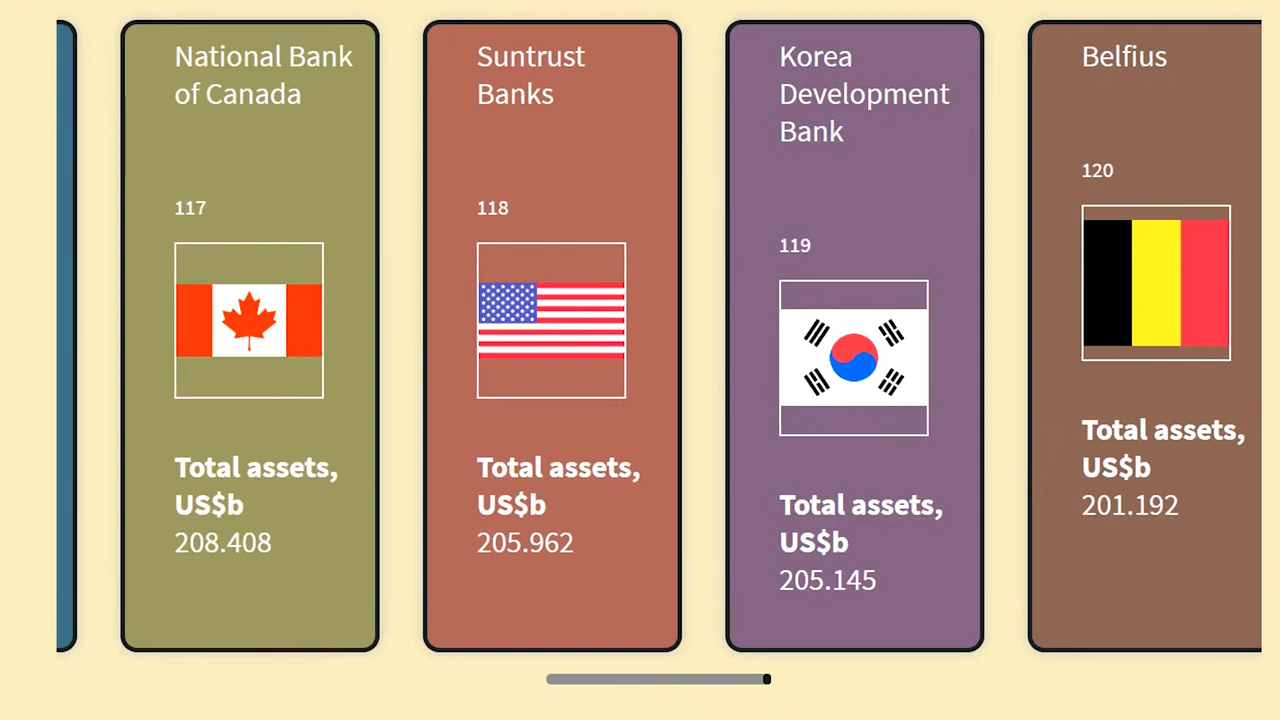 National Bank
of Canada
117
Total assets,
US$b
208.408
Suntrust
Banks
118
Total assets,
US$b
205.962
Korea
Development
Bank
119
Total assets,
US$b
205.145
Belfius
120
Total assets,
US$b
201.192